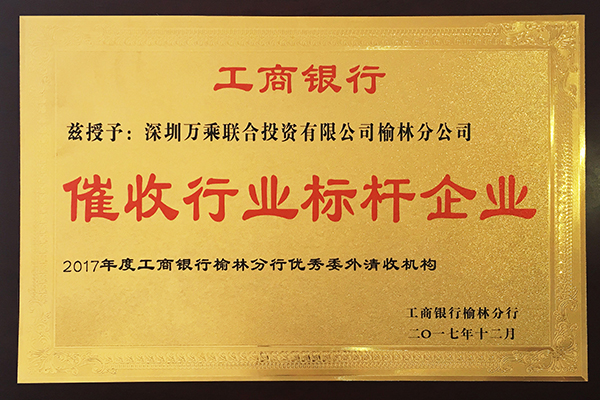 工商银行
兹授予：深圳万乘联合投资有限公司榆林分公司
催收行业标杆企业
2017年度工商银行榆林分行优秀委外清收机构
工商银行榆林分行
二〇一七年十二月